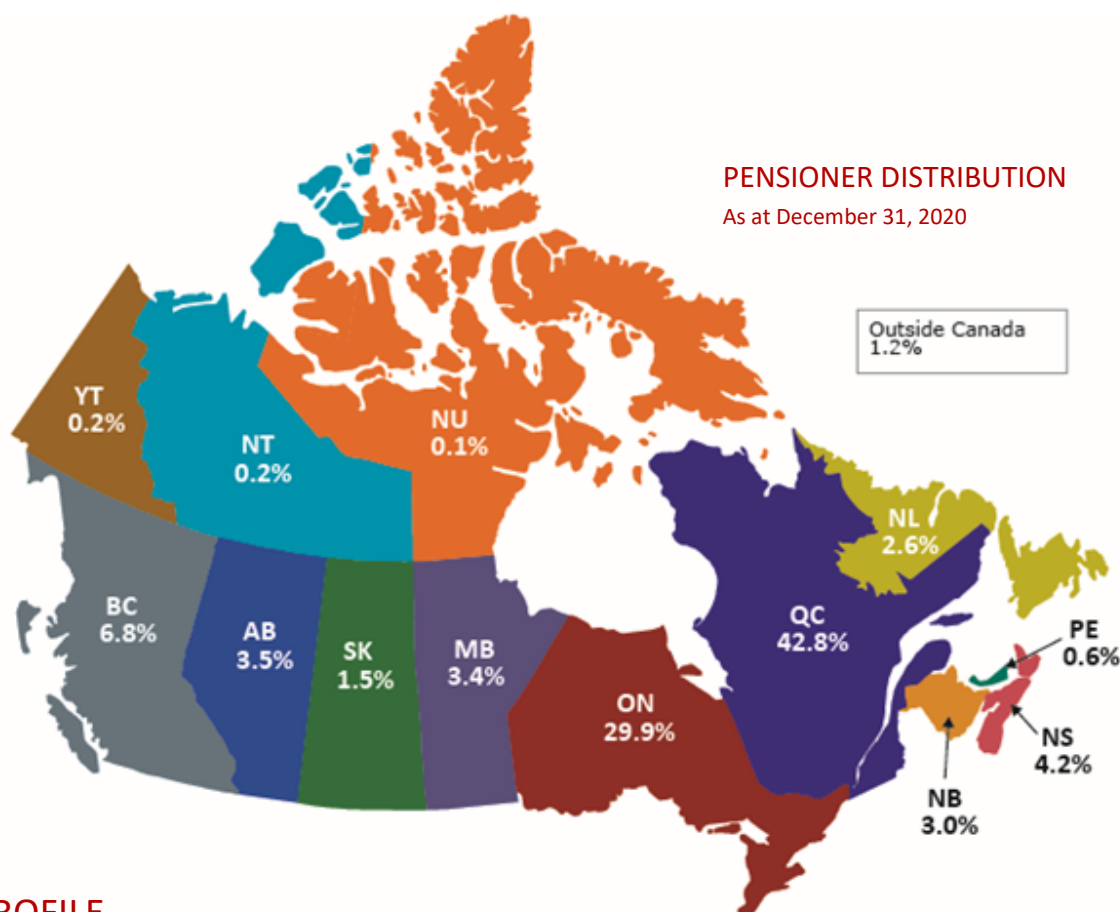 PENSIONER DISTRIBUTION
As at December 31, 2020
Outside Canada
1.2%
YT
0.2%
NT
0.2%
NU
0.1%
NL
2.6%
BC
6.8%
AB
3.5%
SK
1.5%
MB
3.4%
ON
29.9%
QC
42.8%
PE
0.6%
NS
4.2%
NB
3.0%